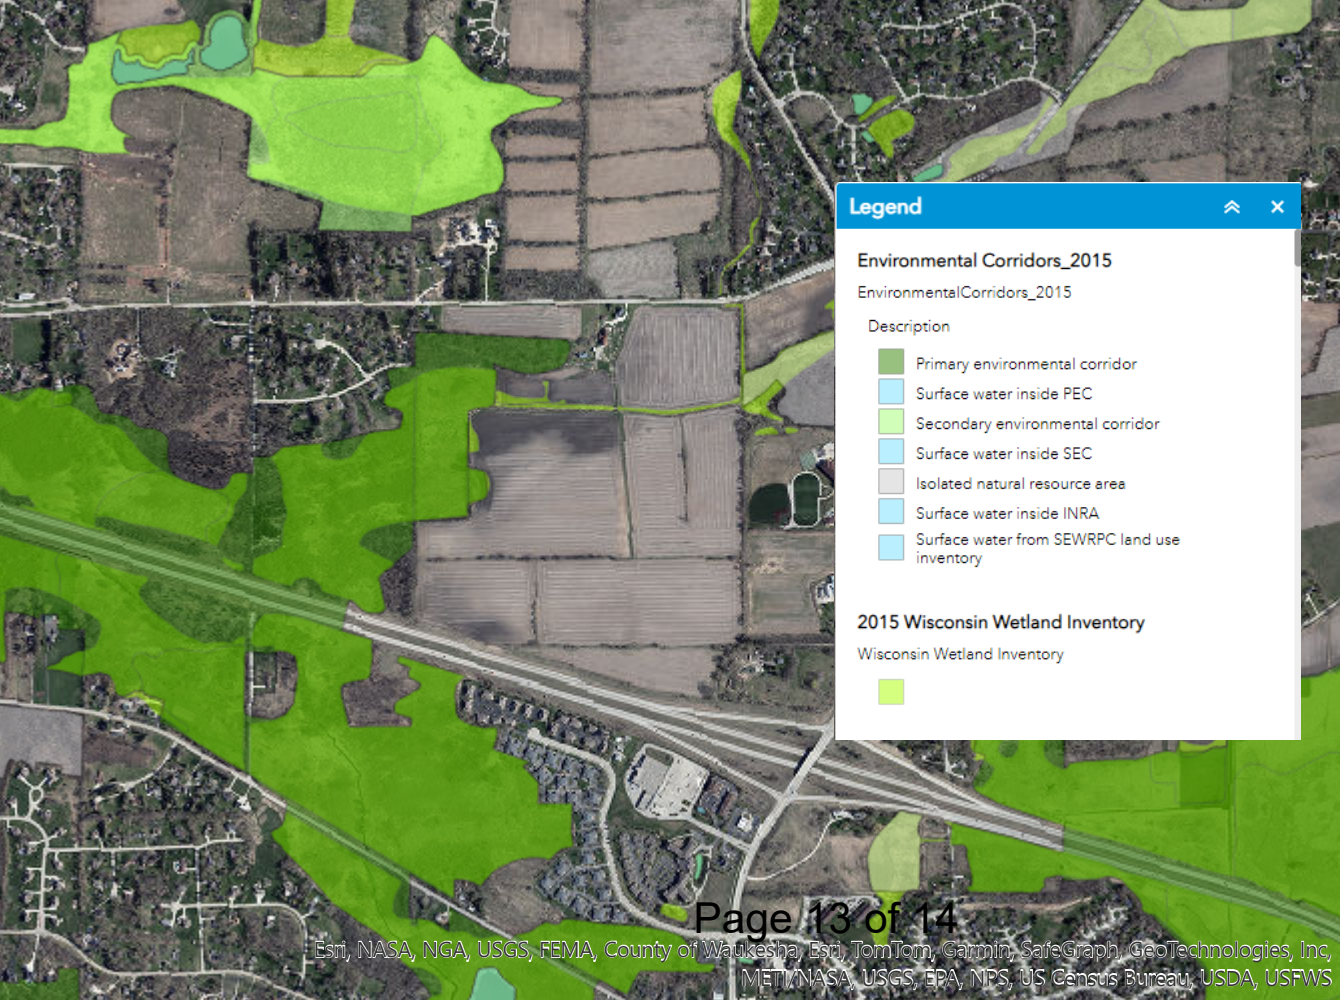 Legend
Environmental Corridors_2015
EnvironmentalCorridors_2015
Description
Primary environmental corridor
Surface water inside PEC
Secondary environmental corridor
Surface water inside SEC
Isolated natural resource area
Surface water inside INRA
Surface water from SEWRPC land use
inventory
2015 Wisconsin Wetland Inventory
Wisconsin Wetland Inventory
Page 13 of 14
Esri, NASA, NGA, USGS, FEMA, County of Waukesha, Esri, TomTom, Garmin, SafeGraph, GeoTechnologies, Inc,
METI/NASA, USGS, EPA, NPS, US Census Bureau, USDA, USFWS